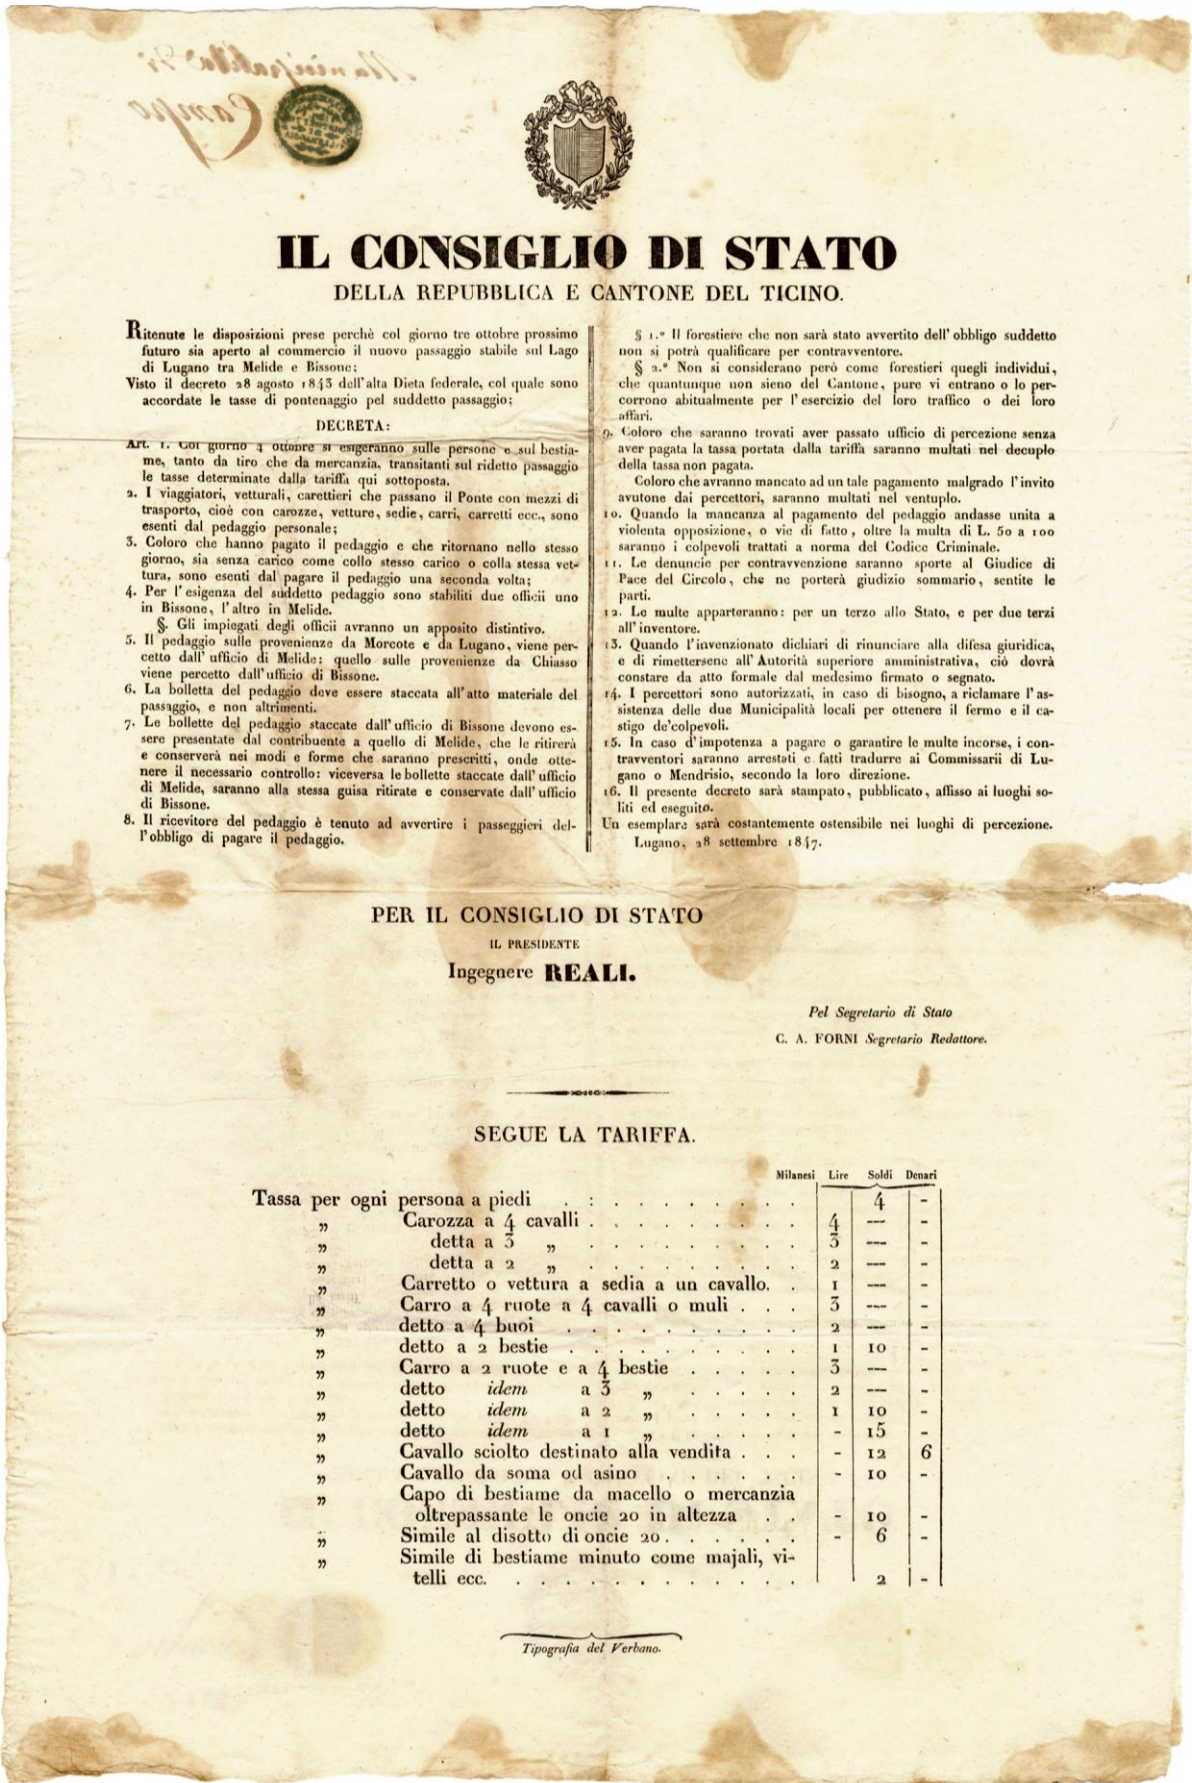 Municipalità di
Campo
IL CONSIGLIO DI STATO
DELLA REPUBBLICA E CANTONE DEL TICINO.
Ritenute le disposizioni prese perchè col giorno tre ottobre prossimo
futuro sia aperto al commercio il nuovo passaggio stabile sul Lago
di Lugano tra Melide e Bissone;
Visto il decreto 28 agosto 1843 dell'alta Dieta federale, col quale sono
accordate le tasse di pontenaggio pel suddetto passaggio;
DECRETA:
Art. 1. Col giorno 4 ottobre si esigeranno sulle persone e sul bestia-
me, tanto da tiro che da mercanzia, transitanti sul ridetto passaggio
le tasse determinate dalla tariffa qui sottoposta.
2. I viaggiatori, vetturali, carettieri che passano il Ponte con mezzi di
trasporto, cioè con carozze, vetture, sedie, carri, carretti ecc., sono
esenti dal pedaggio personale;
3. Coloro che hanno pagato il pedaggio e che ritornano nello stesso
giorno, sia senza carico come collo stesso carico o colla stessa vet-
tura, sono esenti dal pagare il pedaggio una seconda volta;
4. Per l'esigenza del suddetto pedaggio sono stabiliti due officii uno
in Bissone, l'altro in Melide.
§. Gli impiegati degli officii avranno un apposito distintivo.
5. Il pedaggio sulle provenienze da Morcote e da Lugano, viene per-
cetto dall'ufficio di Melide: quello sulle provenienze da Chiasso
viene percetto dall'ufficio di Bissone.
6. La bolletta del pedaggio deve essere staccata all'atto materiale del
passaggio, e non altrimenti.
7. Le bollette del pedaggio staccate dall'ufficio di Bissone devono es-
sere presentate dal contribuente a quello di Melide, che le ritirerà
e conserverà nei modi e forme che saranno prescritti, onde otte-
nere il necessario controllo: viceversa le bollette staccate dall'ufficio
di Melide, saranno alla stessa guisa ritirate e conservate dall'ufficio
di Bissone.
8. Il ricevitore del pedaggio è tenuto ad avvertire i passeggieri del-
l'obbligo di pagare il pedaggio.
§ 1.º Il forestiere che non sarà stato avvertito dell'obbligo suddetto
non si potrà qualificare per contravventore.
§ 2.º Non si considerano però come forestieri quegli individui,
che quantunque non sieno del Cantone, pure vi entrano o lo per-
corrono abitualmente per l'esercizio del loro traffico o dei loro
affari.
9. Coloro che saranno trovati aver passato ufficio di percezione senza
aver pagata la tassa portata dalla tariffa saranno multati nel decuplo
della tassa non pagata.
Coloro che avranno mancato ad un tale pagamento malgrado l'invito
avutone dai percettori, saranno multati nel ventuplo.
10. Quando la mancanza al pagamento del pedaggio andasse unita a
violenta opposizione, o vie di fatto, oltre la multa di L. 50 a 100
saranno i colpevoli trattati a norma del Codice Criminale.
11. Le denuncie per contravvenzione saranno sporte al Giudice di
Pace del Circolo, che ne porterà giudizio sommario, sentite le
parti.
12. Le multe apparteranno: per un terzo allo Stato, e per due terzi
all'inventore.
13. Quando l'invenzionato dichiari di rinunciare alla difesa giuridica,
e di rimettersene all'Autorità superiore amministrativa, ciò dovrà
constare da atto formale dal medesimo firmato o segnato.
14. I percettori sono autorizzati, in caso di bisogno, a riclamare l'as-
sistenza delle due Municipalità locali per ottenere il fermo e il ca-
stigo de'colpevoli.
15. In caso d'impotenza a pagare o garantire le multe incorse, i con-
travventori saranno arrestati e fatti tradurre ai Commissarii di Lu-
gano o Mendrisio, secondo la loro direzione.
16. Il presente decreto sarà stampato, pubblicato, affisso ai luoghi so-
liti ed eseguito.
Un esemplare sarà costantemente ostensibile nei luoghi di percezione.
Lugano, 28 settembre 1847.
PER IL CONSIGLIO DI STATO
IL PRESIDENTE
Ingegnere REALI.
Pel Segretario di Stato
C. A. FORNI Segretario Redattore.
SEGUE LA TARIFFA.
Milanesi Lire Soldi Denari
Tassa per ogni persona a piedi . : . . . . . . . . 4 -
„ Carozza a 4 cavalli . . . . . . . . . 4 — -
„ detta a 3 „ . . . . . . . . . 3 — -
„ detta a 2 „ . . . . . . . . . 2 — -
„ Carretto o vettura a sedia a un cavallo. . 1 — -
„ Carro a 4 ruote a 4 cavalli o muli . . . 3 — -
„ detto a 4 buoi . . . . . . . . . . 2 — -
„ detto a 2 bestie . . . . . . . . . . 1 10 -
„ Carro a 2 ruote e a 4 bestie . . . . . 3 — -
„ detto idem a 3 „ . . . . . 2 — -
„ detto idem a 2 „ . . . . . 1 10 -
„ detto idem a 1 „ . . . . . - 15 -
„ Cavallo sciolto destinato alla vendita . . . - 12 6
„ Cavallo da soma od asino . . . . . . - 10 -
„ Capo di bestiame da macello o mercanzia
oltrepassante le oncie 20 in altezza . . - 10 -
„ Simile al disotto di oncie 20 . . . . . . - 6 -
„ Simile di bestiame minuto come majali, vi-
telli ecc. . . . . . . . . . . . . 2 -
Tipografia del Verbano.